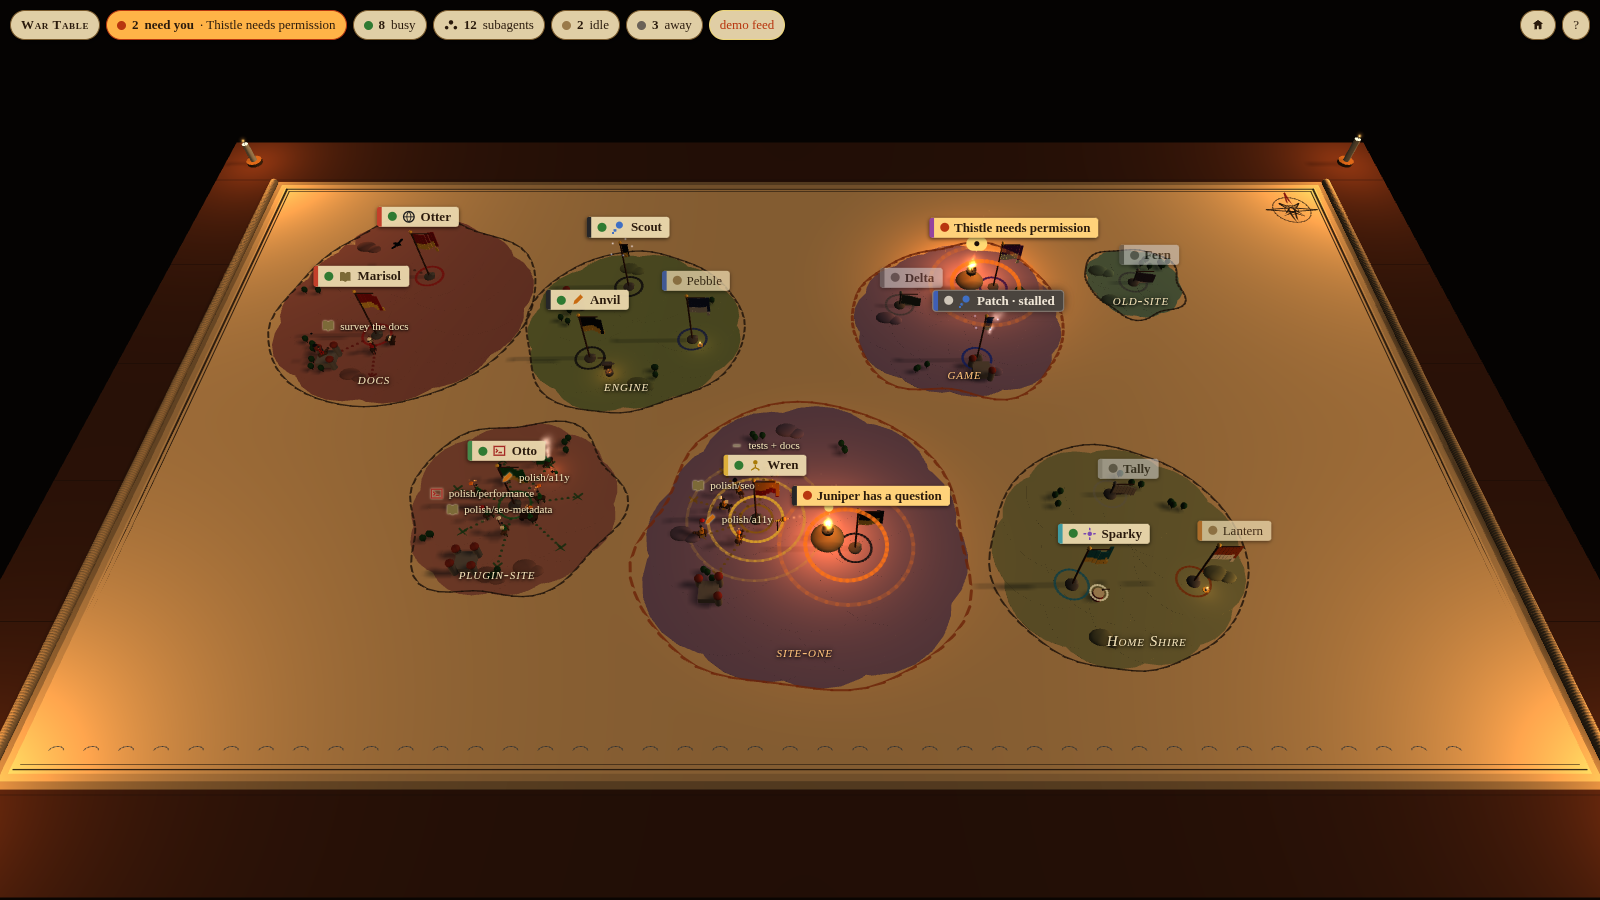 War Table
2 need you · Thistle needs permission
8 busy
12 subagents
2 idle
3 away
demo feed
?
Otter
Scout
Thistle needs permission
Fern
Marisol
Pebble
Delta
Anvil
Patch · stalled
OLD-SITE
survey the docs
DOCS
ENGINE
GAME
Otto
tests + docs
Wren
Tally
polish/a11y
polish/performance
polish/seo
Juniper has a question
polish/seo-metadata
polish/a11y
Sparky
Lantern
PLUGIN-SITE
SITE-ONE
Home Shire